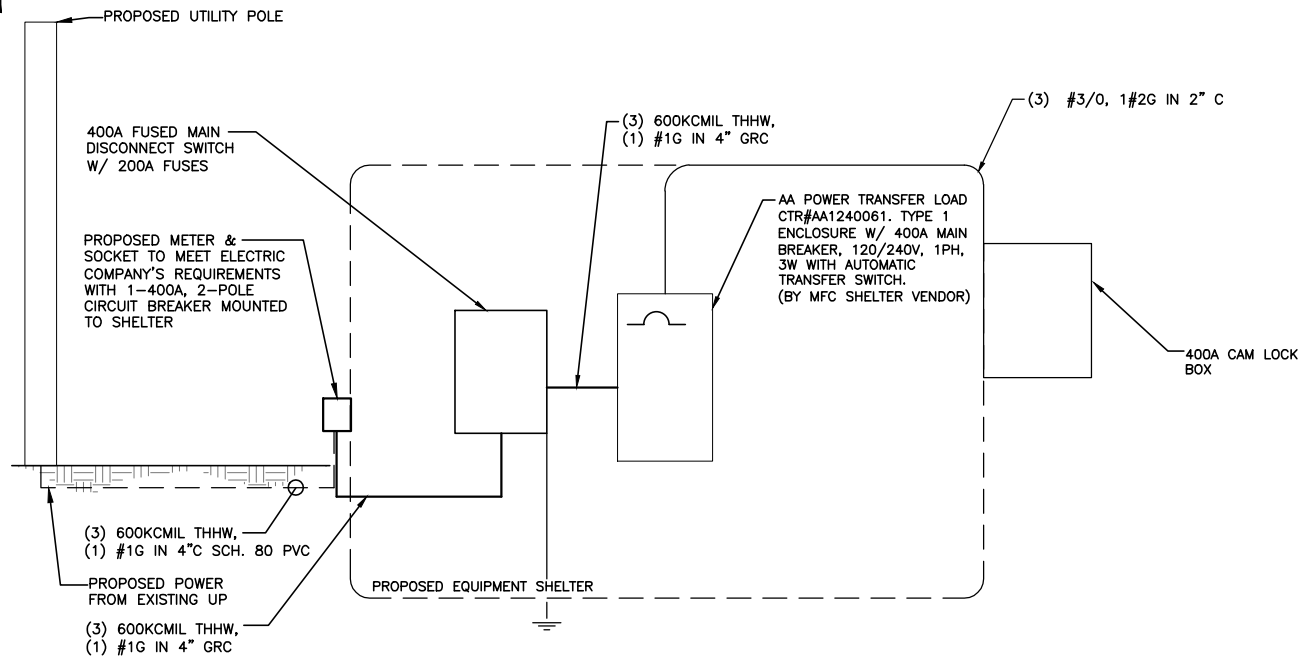 PROPOSED UTILITY POLE
(3) #3/0, 1#2G IN 2" C
400A FUSED MAIN
DISCONNECT SWITCH
W/ 200A FUSES
(3) 600KCMIL THHW,
(1) #1G IN 4" GRC
AA POWER TRANSFER LOAD
CTR#AA1240061. TYPE 1
ENCLOSURE W/ 400A MAIN
BREAKER, 120/240V, 1PH,
3W WITH AUTOMATIC
TRANSFER SWITCH.
(BY MFC SHELTER VENDOR)
PROPOSED METER &
SOCKET TO MEET ELECTRIC
COMPANY'S REQUIREMENTS
WITH 1-400A, 2-POLE
CIRCUIT BREAKER MOUNTED
TO SHELTER
400A CAM LOCK
BOX
(3) 600KCMIL THHW,
(1) #1G IN 4"C SCH. 80 PVC
PROPOSED POWER
FROM EXISTING UP
PROPOSED EQUIPMENT SHELTER
(3) 600KCMIL THHW,
(1) #1G IN 4" GRC